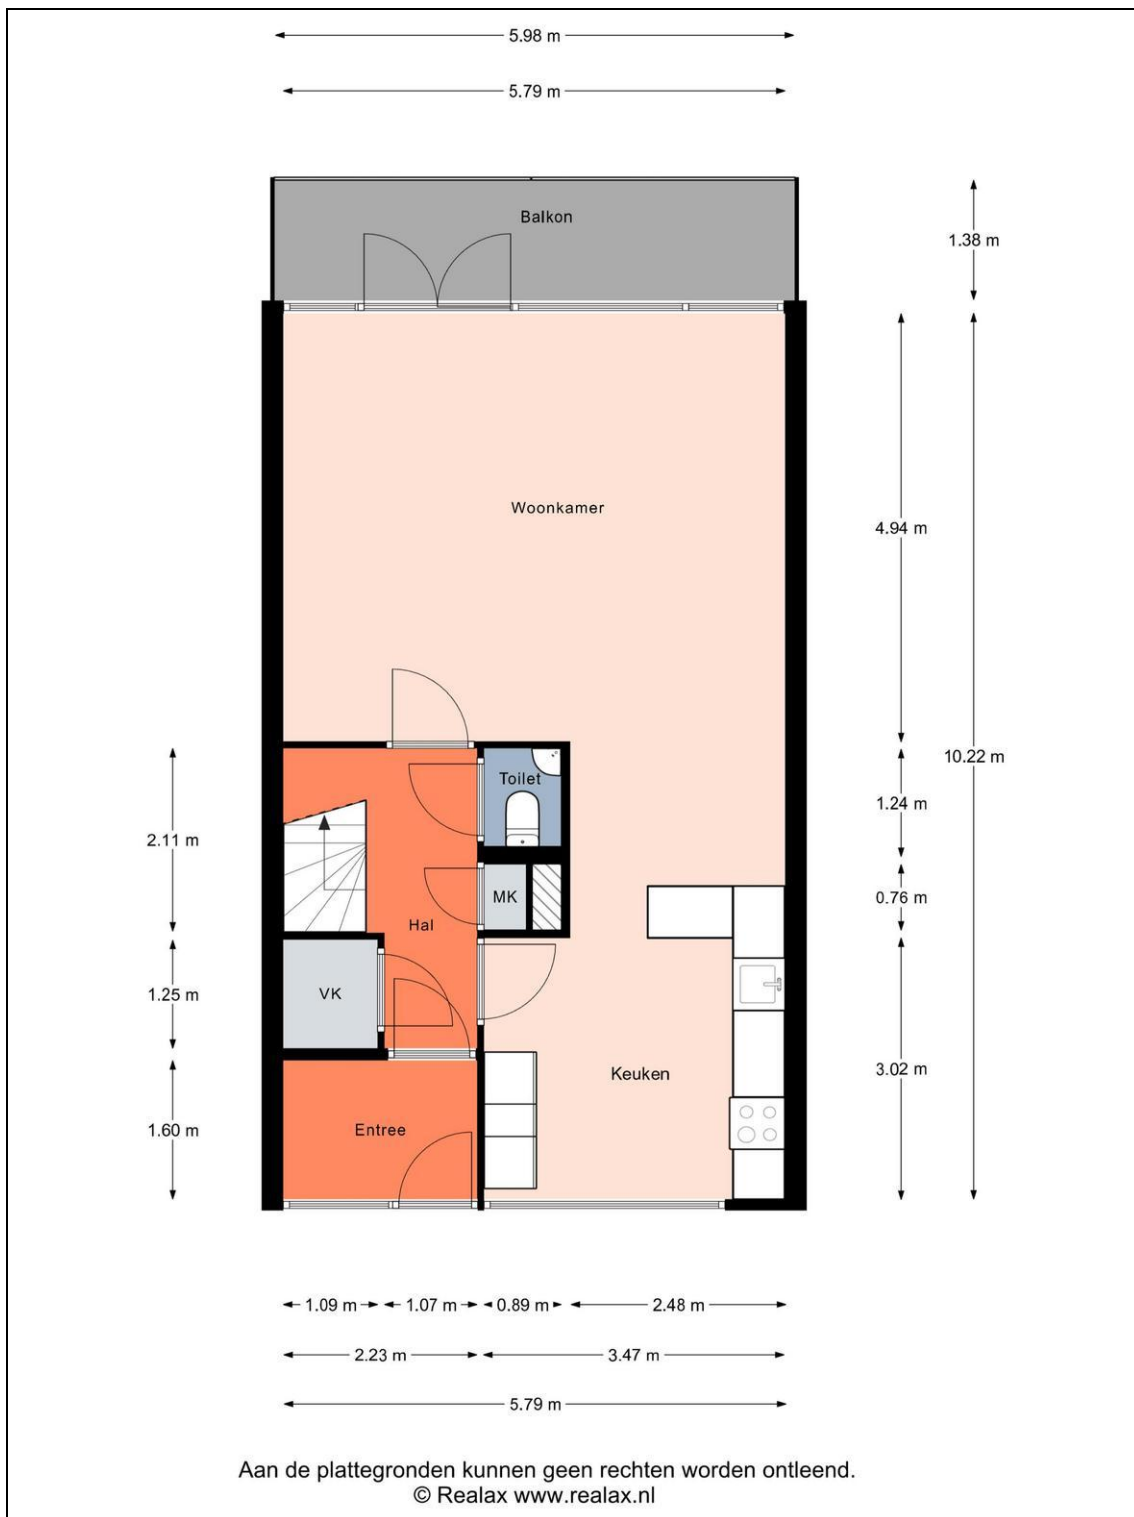 5.98 m
5.79 m
Balkon
1.38 m
Woonkamer
4.94 m
10.22 m
Toilet
1.24 m
2.11 m
MK
0.76 m
Hal
VK
1.25 m
Keuken
3.02 m
Entree
1.60 m
1.09 m 1.07 m 0.89 m 2.48 m
2.23 m 3.47 m
5.79 m
Aan de plattegronden kunnen geen rechten worden ontleend.
© Realax www.realax.nl